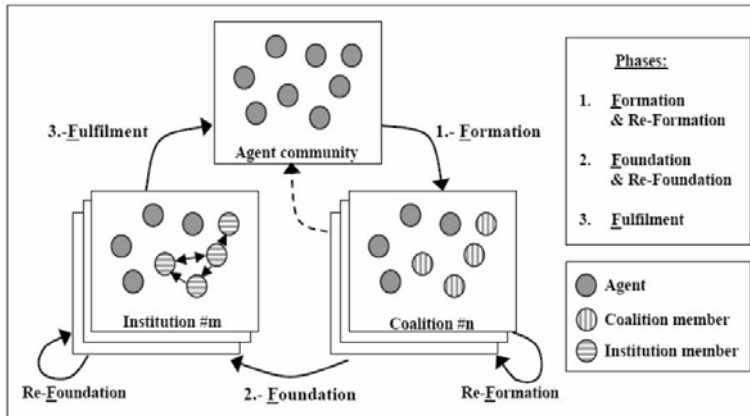 Agent community
3.-Fulfilment
1.- Formation
Institution #m
Coalition #n
Re-Foundation
2.- Foundation
Re-Formation
Phases:
1. Formation
& Re-Formation
2. Foundation
& Re-Foundation
3. Fulfilment
Agent
Coalition member
Institution member